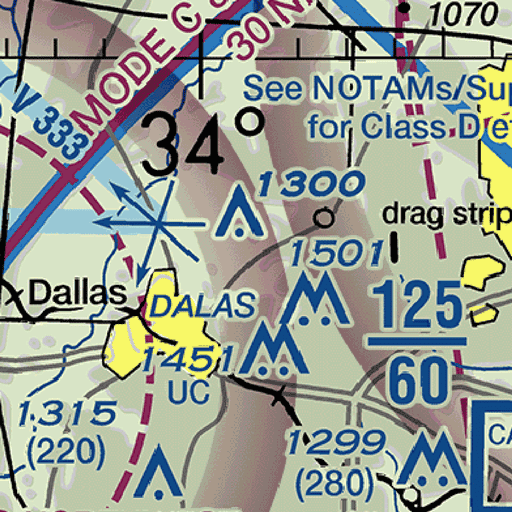 1070
MODE C &
30 N
See NOTAMs/Sup
for Class D e
V 333
34°
1300
drag strip
1501
Dallas
DALAS
125
60
1451
UC
1315
(220)
1299
(280)
CA